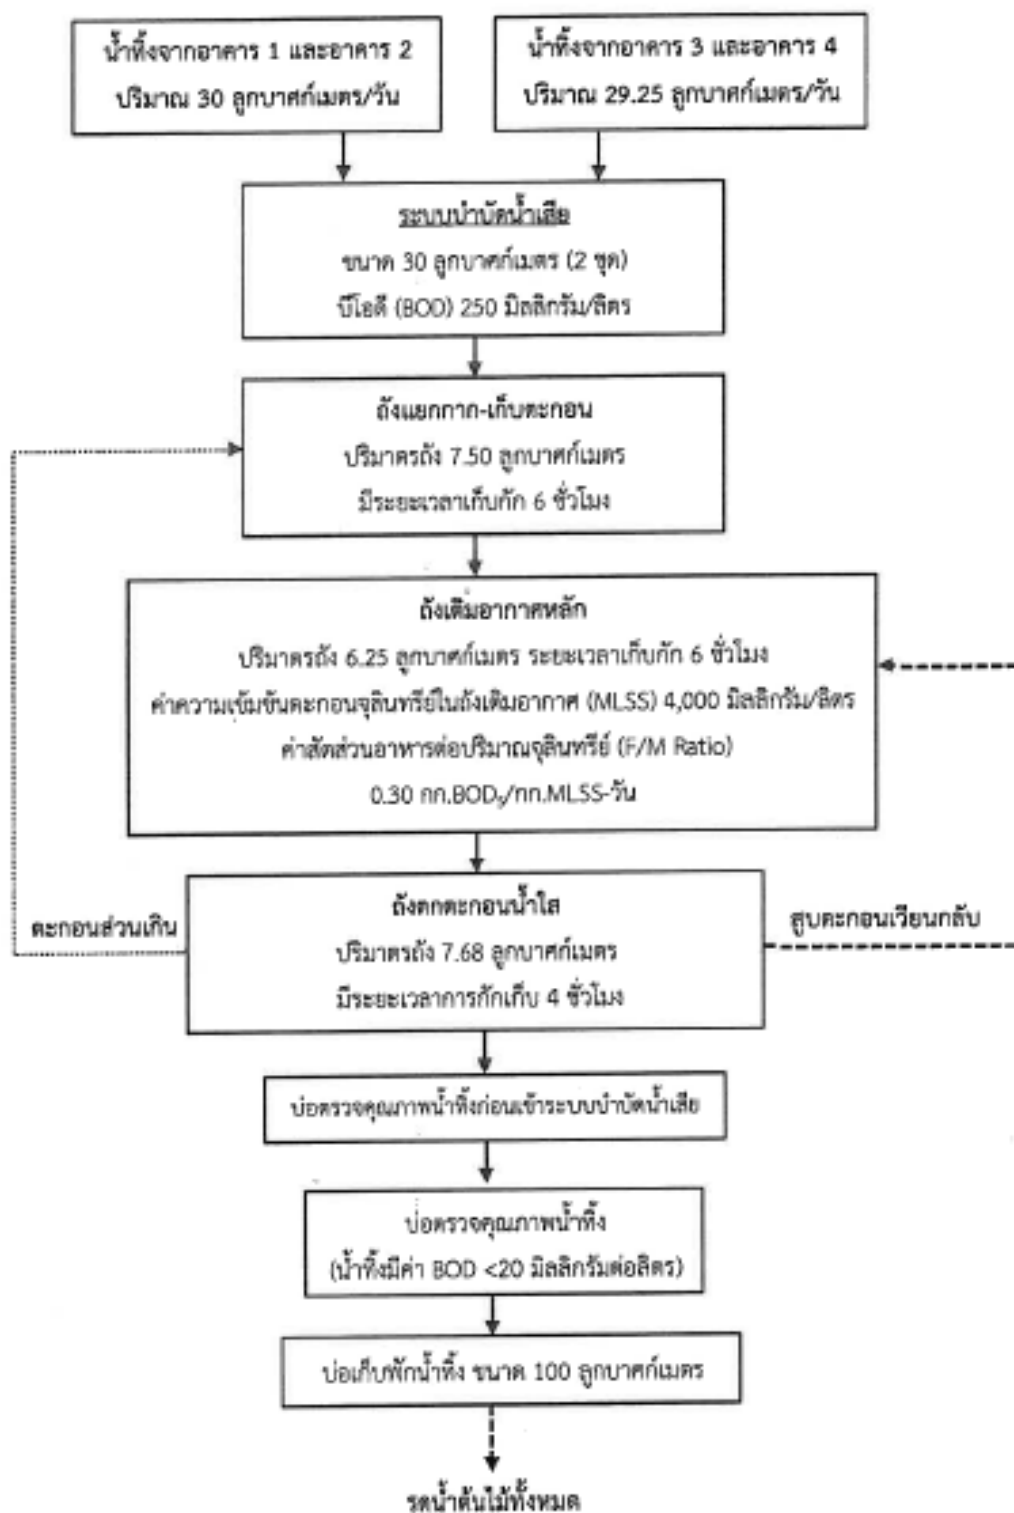 น้ำทิ้งจากอาคาร 1 และอาคาร 2
ปริมาณ 30 ลูกบาศก์เมตร/วัน
น้ำทิ้งจากอาคาร 3 และอาคาร 4
ปริมาณ 29.25 ลูกบาศก์เมตร/วัน
ระบบบำบัดน้ำเสีย
ขนาด 30 ลูกบาศก์เมตร (2 ชุด)
บีโอดี (BOD) 250 มิลลิกรัม/ลิตร
ถังแยกกาก-เก็บตะกอน
ปริมาตรถัง 7.50 ลูกบาศก์เมตร
มีระยะเวลาเก็บกัก 6 ชั่วโมง
ถังเติมอากาศหลัก
ปริมาตรถัง 6.25 ลูกบาศก์เมตร ระยะเวลาเก็บกัก 6 ชั่วโมง
ค่าความเข้มข้นตะกอนจุลินทรีย์ในถังเติมอากาศ (MLSS) 4,000 มิลลิกรัม/ลิตร
ค่าสัดส่วนอาหารต่อปริมาณจุลินทรีย์ (F/M Ratio)
0.30 กก.BOD₅/กก.MLSS-วัน
ถังตกตะกอนน้ำใส
ปริมาตรถัง 7.68 ลูกบาศก์เมตร
มีระยะเวลาการกักเก็บ 4 ชั่วโมง
ตะกอนส่วนเกิน
สูบตะกอนเวียนกลับ
บ่อตรวจคุณภาพน้ำทิ้งก่อนเข้าระบบบำบัดน้ำเสีย
บ่อตรวจคุณภาพน้ำทิ้ง
(น้ำทิ้งมีค่า BOD <20 มิลลิกรัมต่อลิตร)
บ่อเก็บพักน้ำทิ้ง ขนาด 100 ลูกบาศก์เมตร
รดน้ำต้นไม้ทั้งหมด